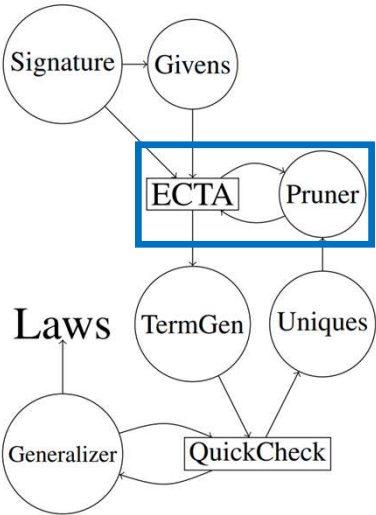 Signature
Givens
ECTA
Pruner
TermGen
Uniques
Laws
Generalizer
QuickCheck